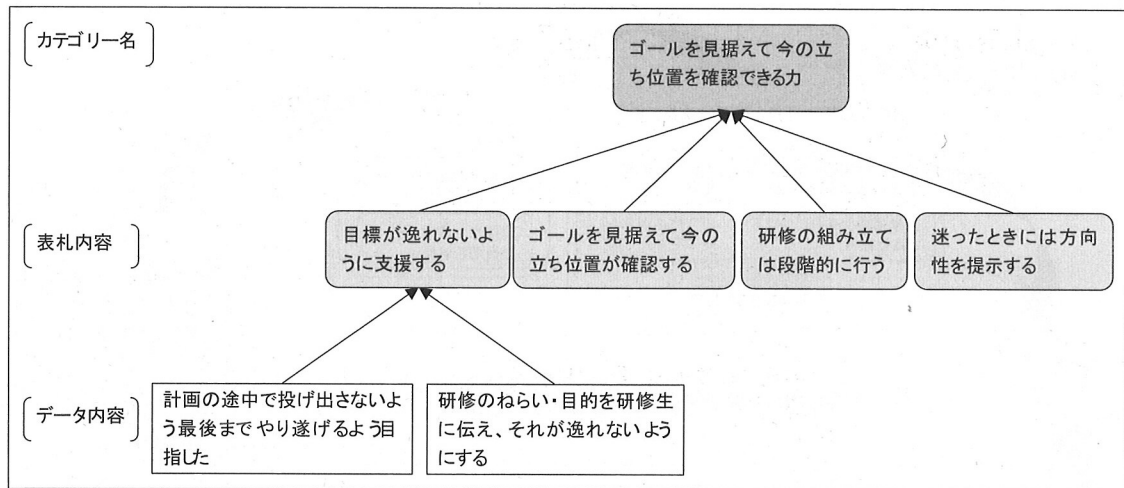 カテゴリー名
ゴールを見据えて今の立
ち位置を確認できる力
表札内容
目標が逸れないよ
うに支援する
ゴールを見据えて今の
立ち位置が確認する
研修の組み立て
は段階的に行う
迷ったときには方向
性を提示する
データ内容
計画の途中で投げ出さないよ
う最後までやり遂げるよう目
指した
研修のねらい・目的を研修生
に伝え、それが逸れないよう
にする